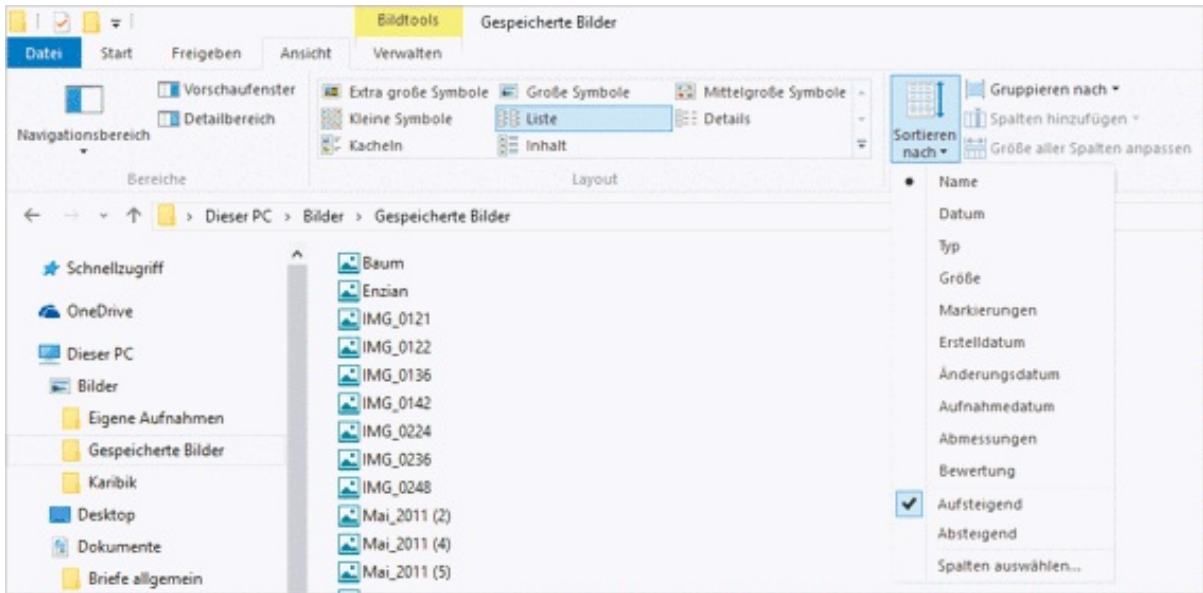 Bildtools Gespeicherte Bilder
Datei Start Freigeben Ansicht Verwalten
Navigationsbereich
Vorschaufenster
Detailbereich
Bereiche
Extra große Symbole Große Symbole Mittelgroße Symbole
Kleine Symbole Liste Details
Kacheln Inhalt
Layout
Sortieren
nach
Gruppieren nach
Spalten hinzufügen
Größe aller Spalten anpassen
Dieser PC > Bilder > Gespeicherte Bilder
Schnellzugriff
OneDrive
Dieser PC
Bilder
Eigene Aufnahmen
Gespeicherte Bilder
Karibik
Desktop
Dokumente
Briefe allgemein
Baum
Enzian
IMG_0121
IMG_0122
IMG_0136
IMG_0142
IMG_0224
IMG_0236
IMG_0248
Mai_2011 (2)
Mai_2011 (4)
Mai_2011 (5)
Name
Datum
Typ
Größe
Markierungen
Erstelldatum
Änderungsdatum
Aufnahmedatum
Abmessungen
Bewertung
Aufsteigend
Absteigend
Spalten auswählen...